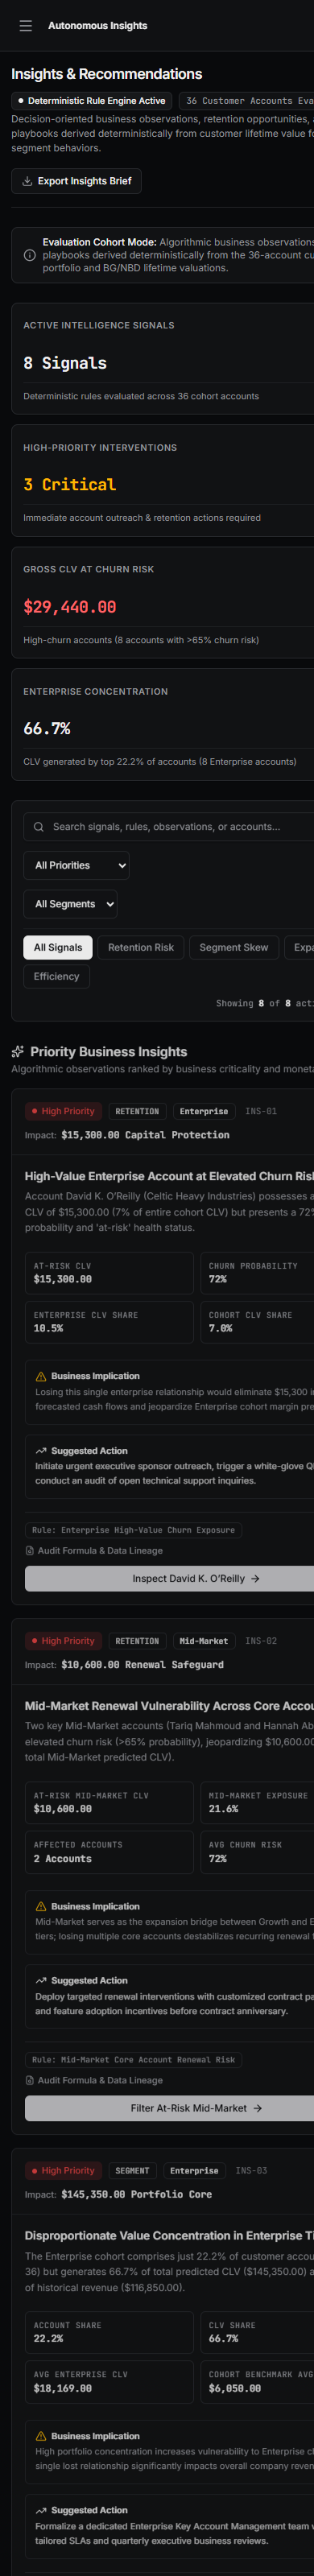 Autonomous Insights
Insights & Recommendations
Deterministic Rule Engine Active
36 Customer Accounts Eva
Decision-oriented business observations, retention opportunities,
playbooks derived deterministically from customer lifetime value
segment behaviors.
Export Insights Brief
Evaluation Cohort Mode: Algorithmic business observations
playbooks derived deterministically from the 36-account
portfolio and BG/NBD lifetime valuations.
ACTIVE INTELLIGENCE SIGNALS
8 Signals
Deterministic rules evaluated across 36 cohort accounts
HIGH-PRIORITY INTERVENTIONS
3 Critical
Immediate account outreach & retention actions required
GROSS CLV AT CHURN RISK
$29,440.00
High-churn accounts (8 accounts with >65% churn risk)
ENTERPRISE CONCENTRATION
66.7%
CLV generated by top 22.2% of accounts (8 Enterprise accounts)
Search signals, rules, observations, or accounts...
All Priorities
All Segments
All Signals
Retention Risk
Segment Skew
Expa
Efficiency
Showing 8 of 8 acti
Priority Business Insights
Algorithmic observations ranked by business criticality and moneta
High Priority
RETENTION
Enterprise
INS-01
Impact: $15,300.00 Capital Protection
High-Value Enterprise Account at Elevated Churn Risk
Account David K. O'Reilly (Celtic Heavy Industries) possesses a
CLV of $15,300.00 (7% of entire cohort CLV) but presents a 72%
probability and 'at-risk' health status.
AT-RISK CLV
$15,300.00
CHURN PROBABILITY
72%
ENTERPRISE CLV SHARE
10.5%
COHORT CLV SHARE
7.0%
Business Implication
Losing this single enterprise relationship would eliminate $15,300 in
forecasted cash flows and jeopardize Enterprise cohort margin pre
Suggested Action
Initiate urgent executive sponsor outreach, trigger a white-glove Q
conduct an audit of open technical support inquiries.
Rule: Enterprise High-Value Churn Exposure
Audit Formula & Data Lineage
Inspect David K. O'Reilly
High Priority
RETENTION
Mid-Market
INS-02
Impact: $10,600.00 Renewal Safeguard
Mid-Market Renewal Vulnerability Across Core Accou
Two key Mid-Market accounts (Tariq Mahmoud and Hannah Ab
elevated churn risk (>65% probability), jeopardizing $10,600.00
total Mid-Market predicted CLV).
AT-RISK MID-MARKET CLV
$10,600.00
MID-MARKET EXPOSURE
21.6%
AFFECTED ACCOUNTS
2 Accounts
AVG CHURN RISK
72%
Business Implication
Mid-Market serves as the expansion bridge between Growth and E
tiers; losing multiple core accounts destabilizes recurring renewal
Suggested Action
Deploy targeted renewal interventions with customized contract pa
and feature adoption incentives before contract anniversary.
Rule: Mid-Market Core Account Renewal Risk
Audit Formula & Data Lineage
Filter At-Risk Mid-Market
High Priority
SEGMENT
Enterprise
INS-03
Impact: $145,350.00 Portfolio Core
Disproportionate Value Concentration in Enterprise Ti
The Enterprise cohort comprises just 22.2% of customer accou
36) but generates 66.7% of total predicted CLV ($145,350.00) a
of historical revenue ($116,850.00).
ACCOUNT SHARE
22.2%
CLV SHARE
66.7%
AVG ENTERPRISE CLV
$18,169.00
COHORT BENCHMARK AVG
$6,050.00
Business Implication
High portfolio concentration increases vulnerability to Enterprise c
single lost relationship significantly impacts overall company reven
Suggested Action
Formalize a dedicated Enterprise Key Account Management team
tailored SLAs and quarterly executive business reviews.